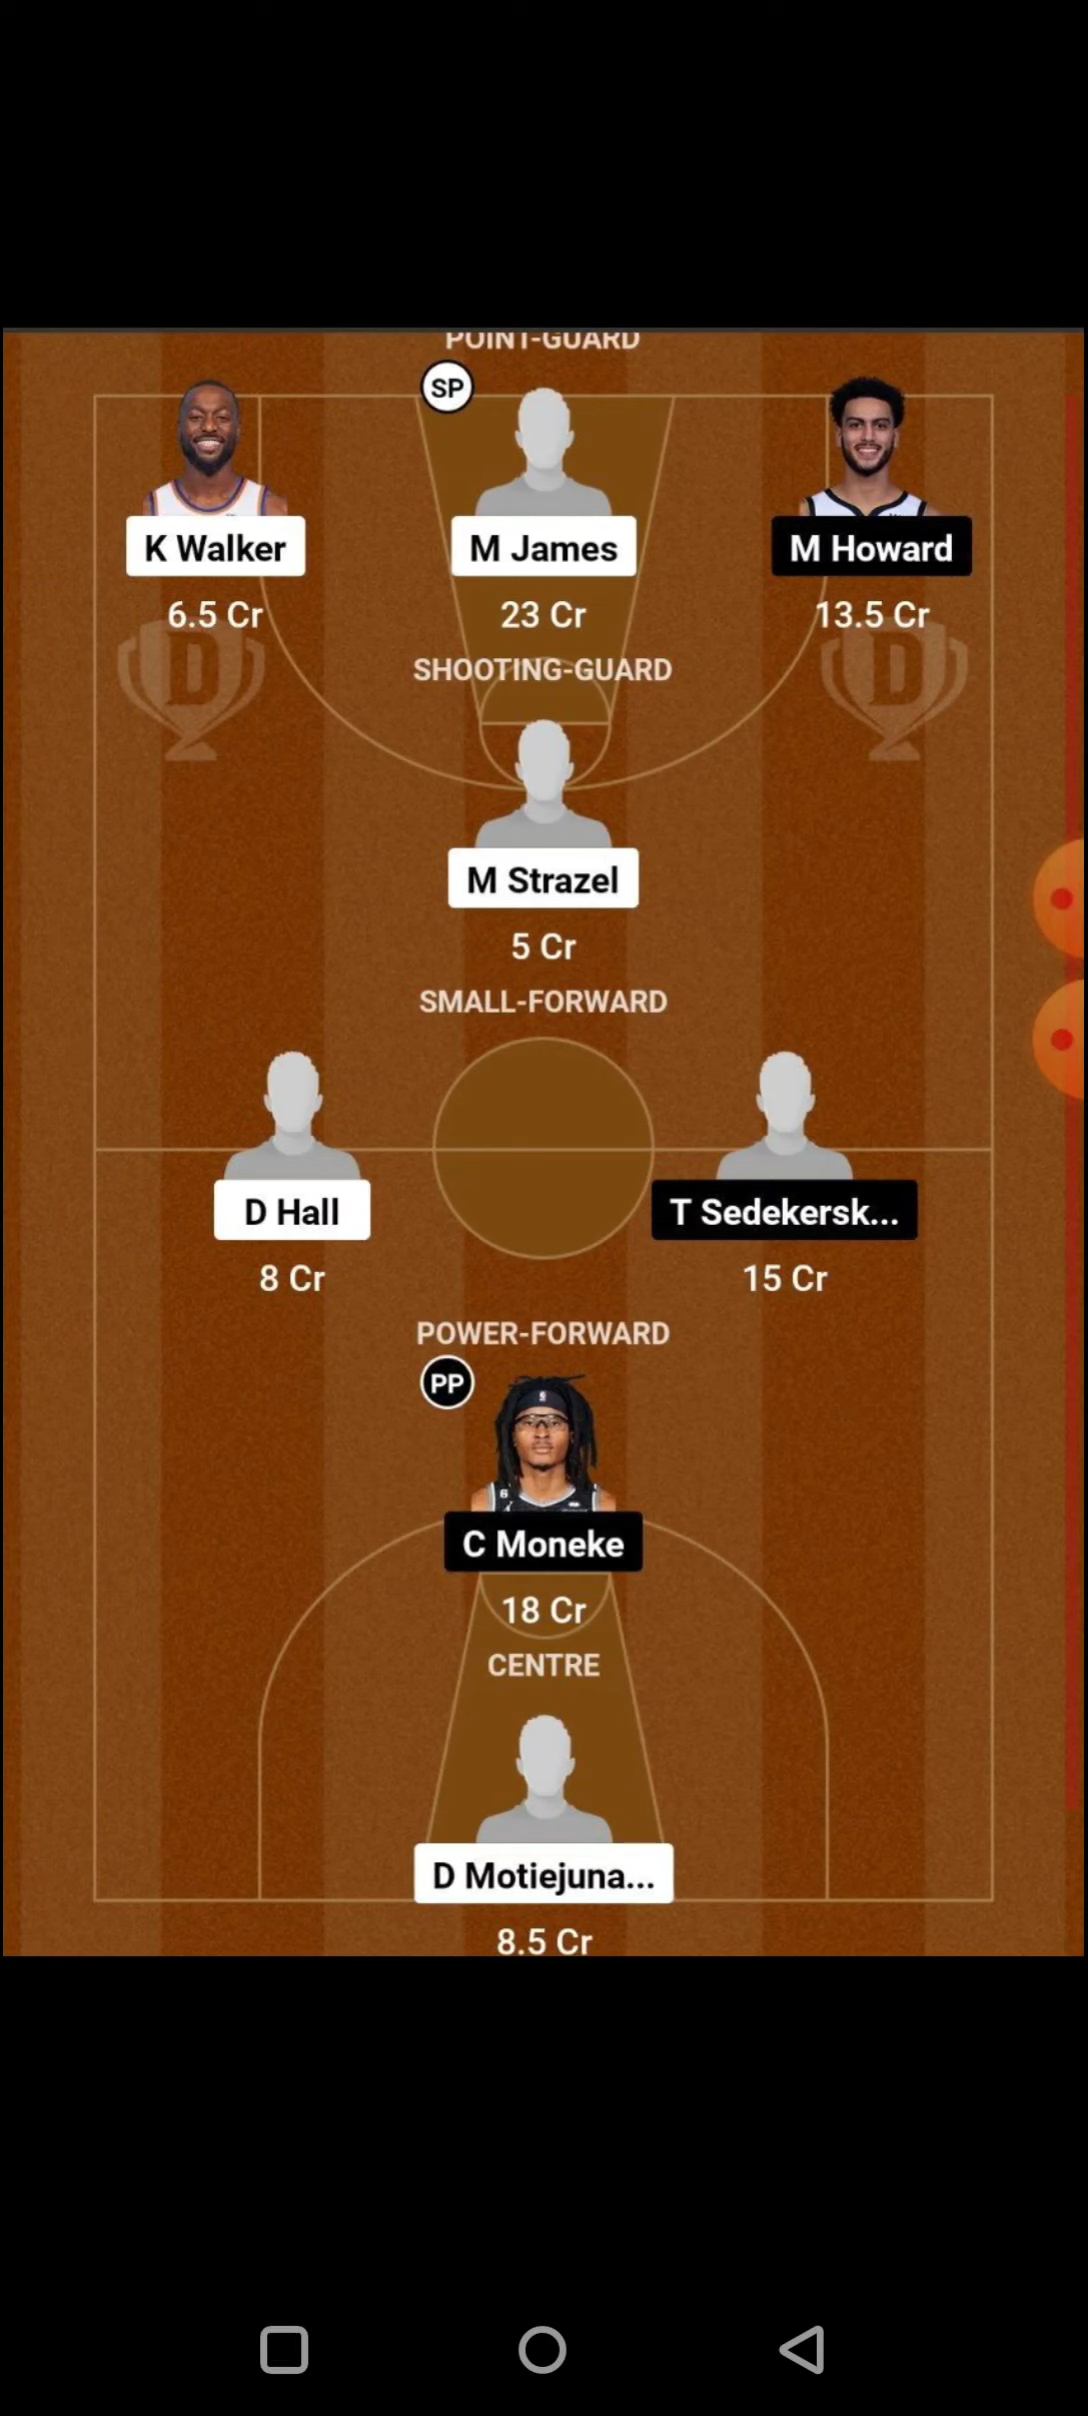 POINT-GUARD
SP
K Walker
M James
M Howard
6.5 Cr
23 Cr
13.5 Cr
D
D
SHOOTING-GUARD
M Strazel
5 Cr
SMALL-FORWARD
D Hall
T Sedekersk...
8 Cr
15 Cr
POWER-FORWARD
PP
6
C Moneke
18 Cr
CENTRE
D Motiejuna...
8.5 Cr